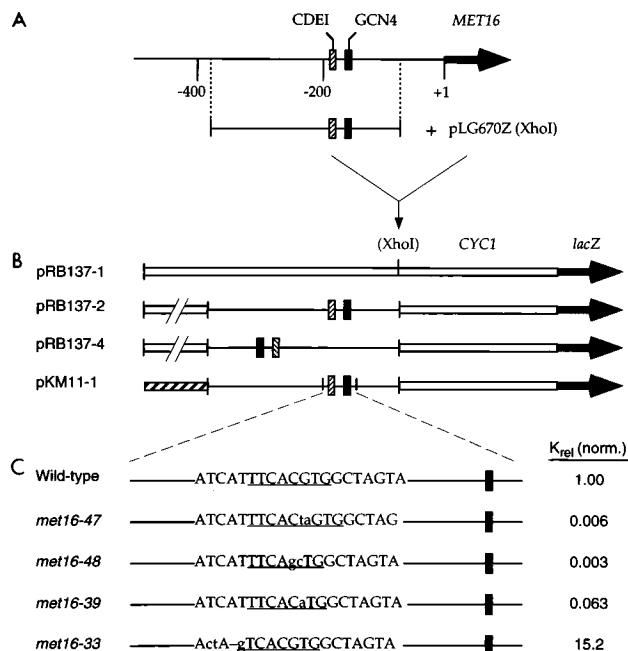 A
CDEI GCN4 MET16
-400 -200 +1
+ pLG670Z (XhoI)
(XhoI) CYC1 lacZ
B
pRB137-1
pRB137-2
pRB137-4
pKM11-1
C
Krel (norm.)
Wild-type ATCATTTCACGTGGCTAGTA 1.00
met16-47 ATCATTTCACtaGTGGCTAG 0.006
met16-48 ATCATTTCAgcTGGCTAGTA 0.003
met16-39 ATCATTTCACaTGGCTAGTA 0.063
met16-33 ActA–gTCACGTGGCTAGTA 15.2